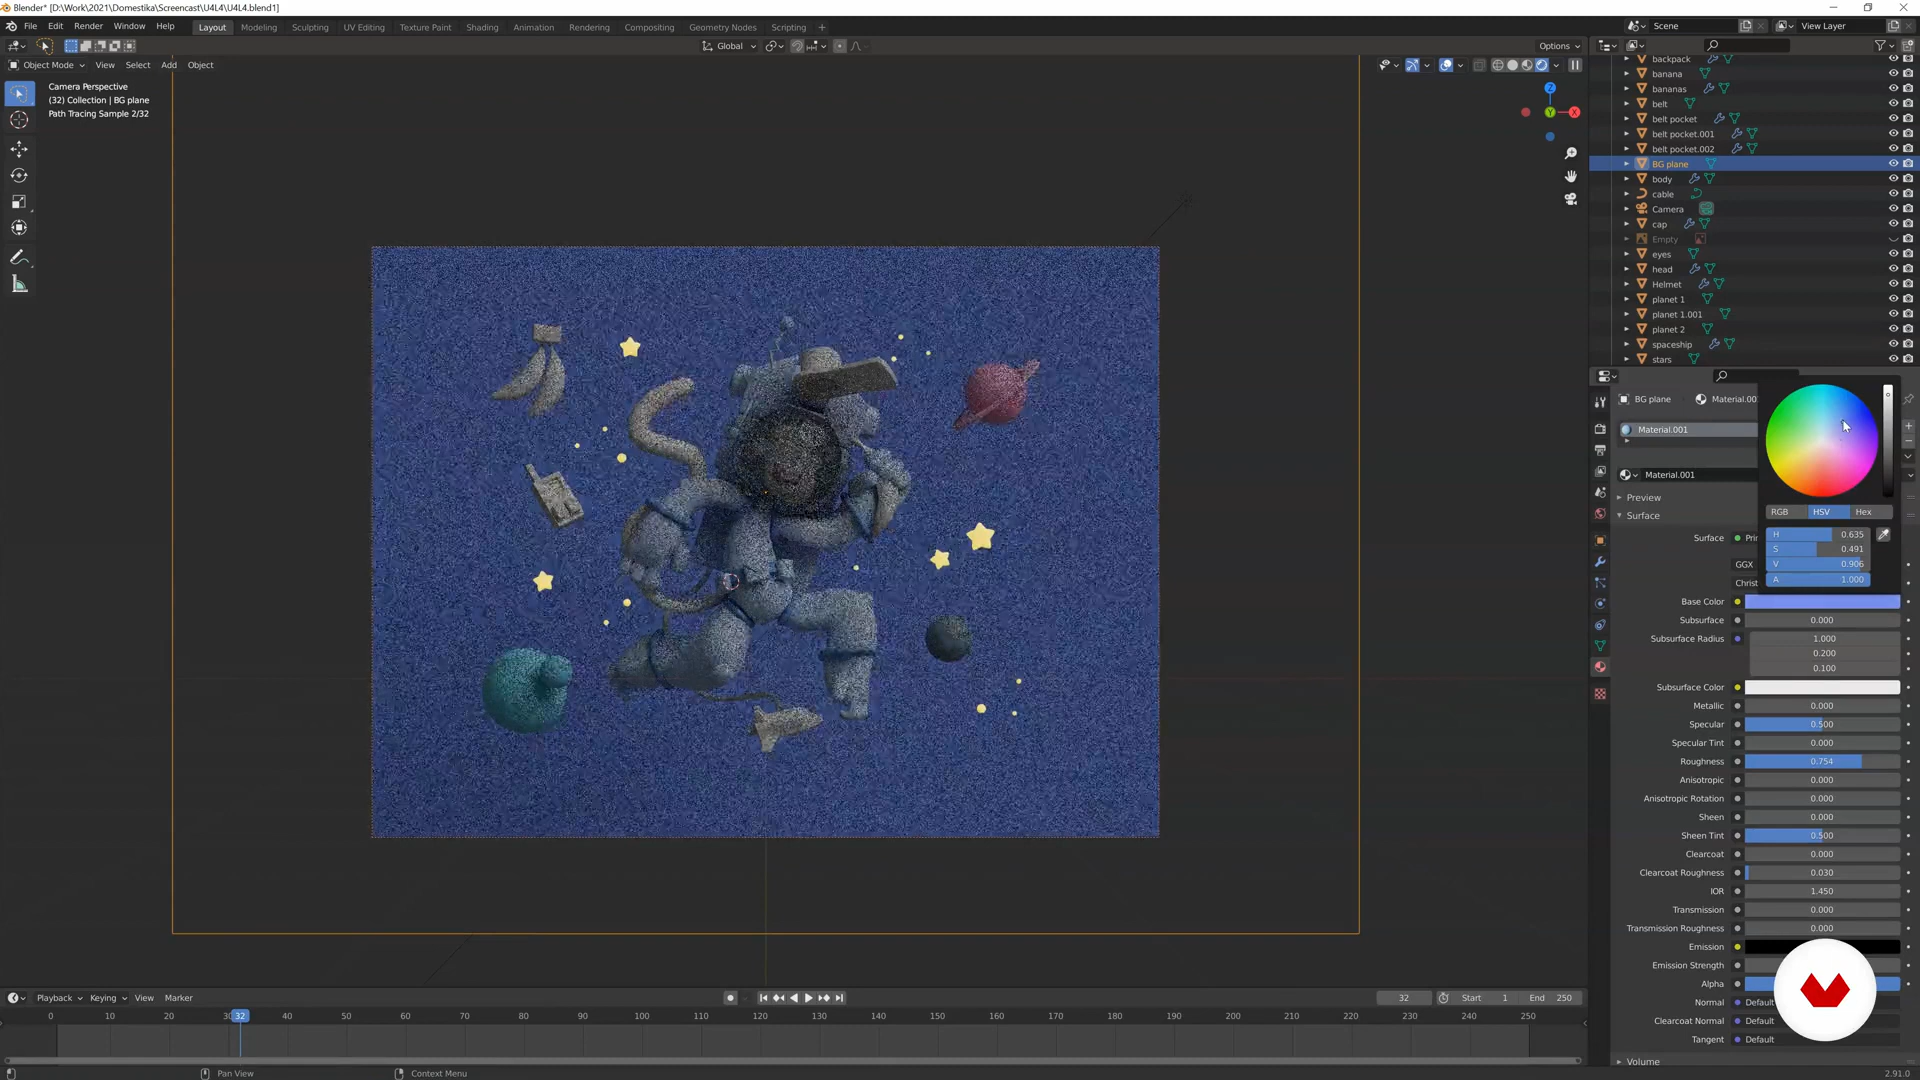 Blender* [D:\Work\2021\Domestika\Screencast\U4L4\U4L4.blend1]
File Edit Render Window Help
Layout Modeling Sculpting UV Editing Texture Paint Shading Animation Rendering Compositing Geometry Nodes Scripting +
Scene
View Layer
Global
Options
Object Mode View Select Add Object
Camera Perspective
(32) Collection | BG plane
Path Tracing Sample 2/32
Z
Y
X
backpack
banana
bananas
belt
belt pocket
belt pocket.001
belt pocket.002
BG plane
body
cable
Camera
cap
Empty
eyes
head
Helmet
planet 1
planet 1.001
planet 2
spaceship
stars
BG plane Material.00
Material.001
Material.001
Preview
Surface
RGB HSV Hex
H 0.635
S 0.491
V 0.906
A 1.000
Surface Pri
GGX
Christ
Base Color
Subsurface 0.000
Subsurface Radius 1.000
0.200
0.100
Subsurface Color
Metallic 0.000
Specular 0.500
Specular Tint 0.000
Roughness 0.754
Anisotropic 0.000
Anisotropic Rotation 0.000
Sheen 0.000
Sheen Tint 0.500
Clearcoat 0.000
Clearcoat Roughness 0.030
IOR 1.450
Transmission 0.000
Transmission Roughness 0.000
Emission
Emission Strength
Alpha
Normal Default
Clearcoat Normal Default
Tangent Default
Volume
Playback Keying View Marker
32 Start 1 End 250
0 10 20 30 32 40 50 60 70 80 90 100 110 120 130 140 150 160 170 180 190 200 210 220 230 240 250
Pan View Context Menu
2.91.0